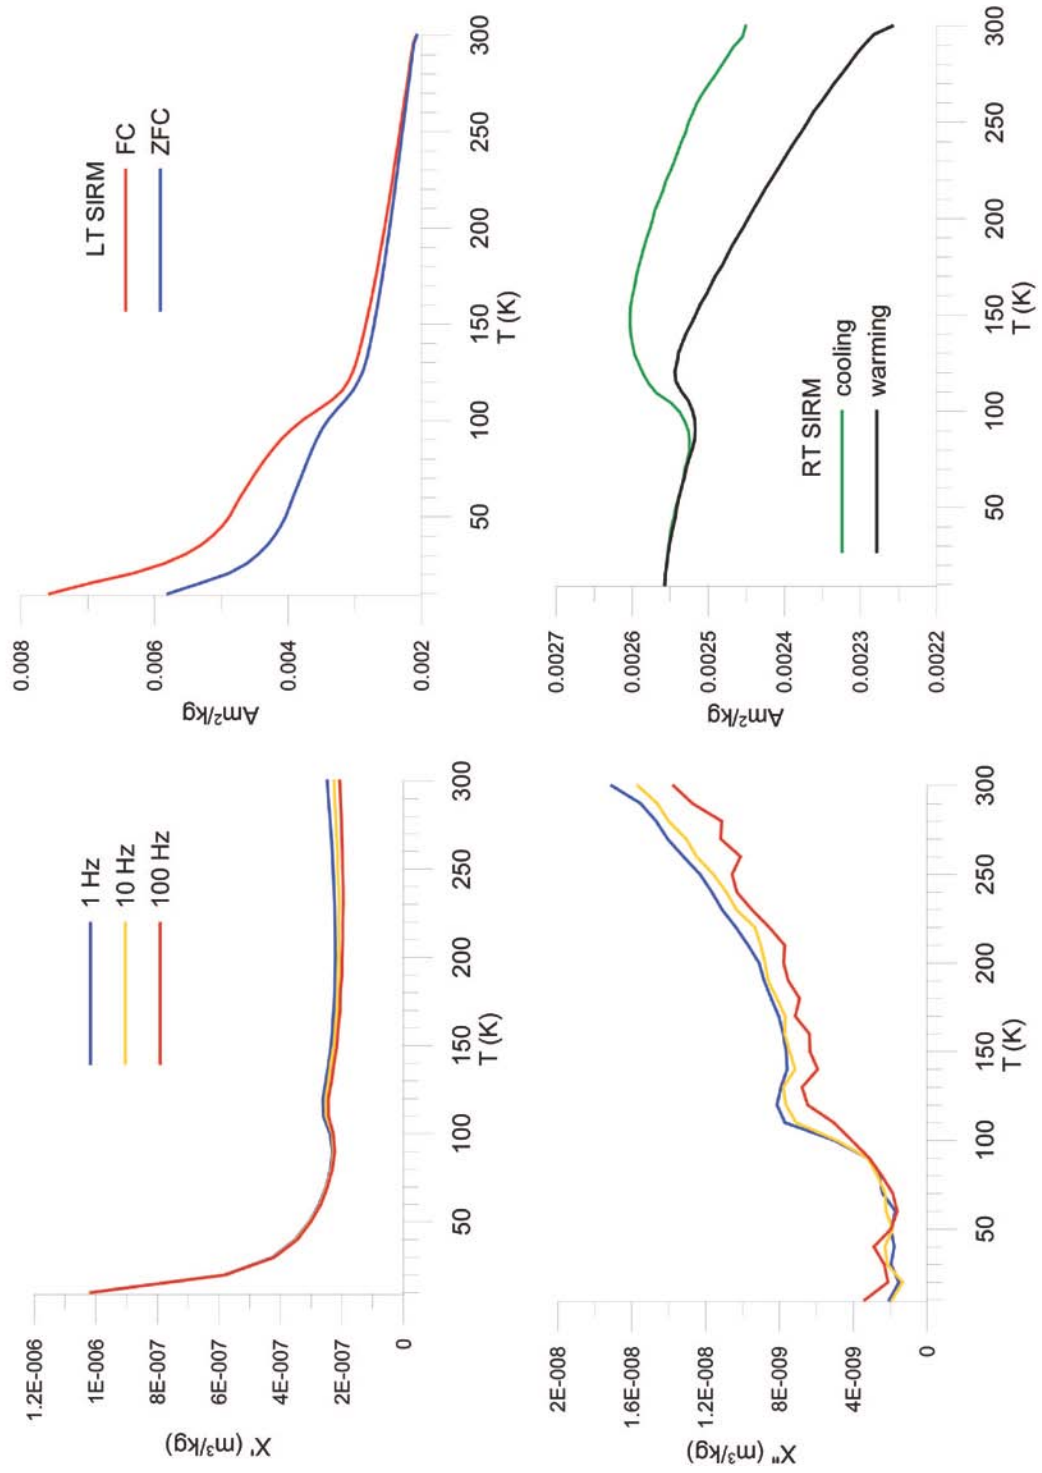 X' (m³/kg)
1.2E-006
1E-006
8E-007
6E-007
4E-007
2E-007
0
1 Hz
10 Hz
100 Hz
50
100
150
200
250
300
T (K)
Am²/kg
0.008
0.006
0.004
0.002
LT SIRM
FC
ZFC
50
100
150
200
250
300
T (K)
X" (m³/kg)
2E-008
1.6E-008
1.2E-008
8E-009
4E-009
0
50
100
150
200
250
300
T (K)
Am²/kg
0.0027
0.0026
0.0025
0.0024
0.0023
0.0022
RT SIRM
cooling
warming
50
100
150
200
250
300
T (K)